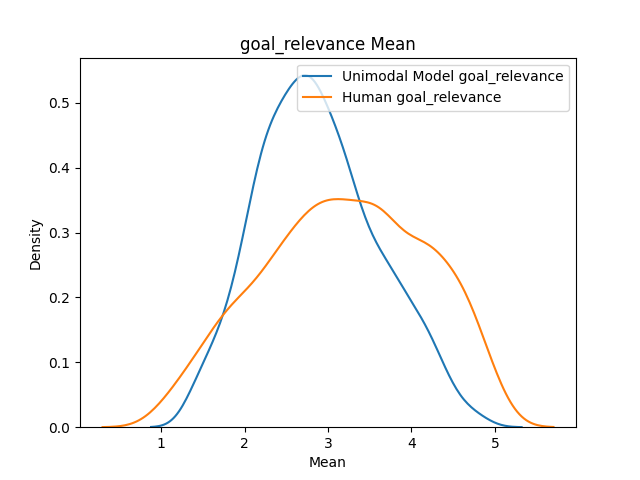 goal_relevance Mean
Unimodal Model goal_relevance
Human goal_relevance
Density
0.5
0.4
0.3
0.2
0.1
0.0
1 2 3 4 5
Mean